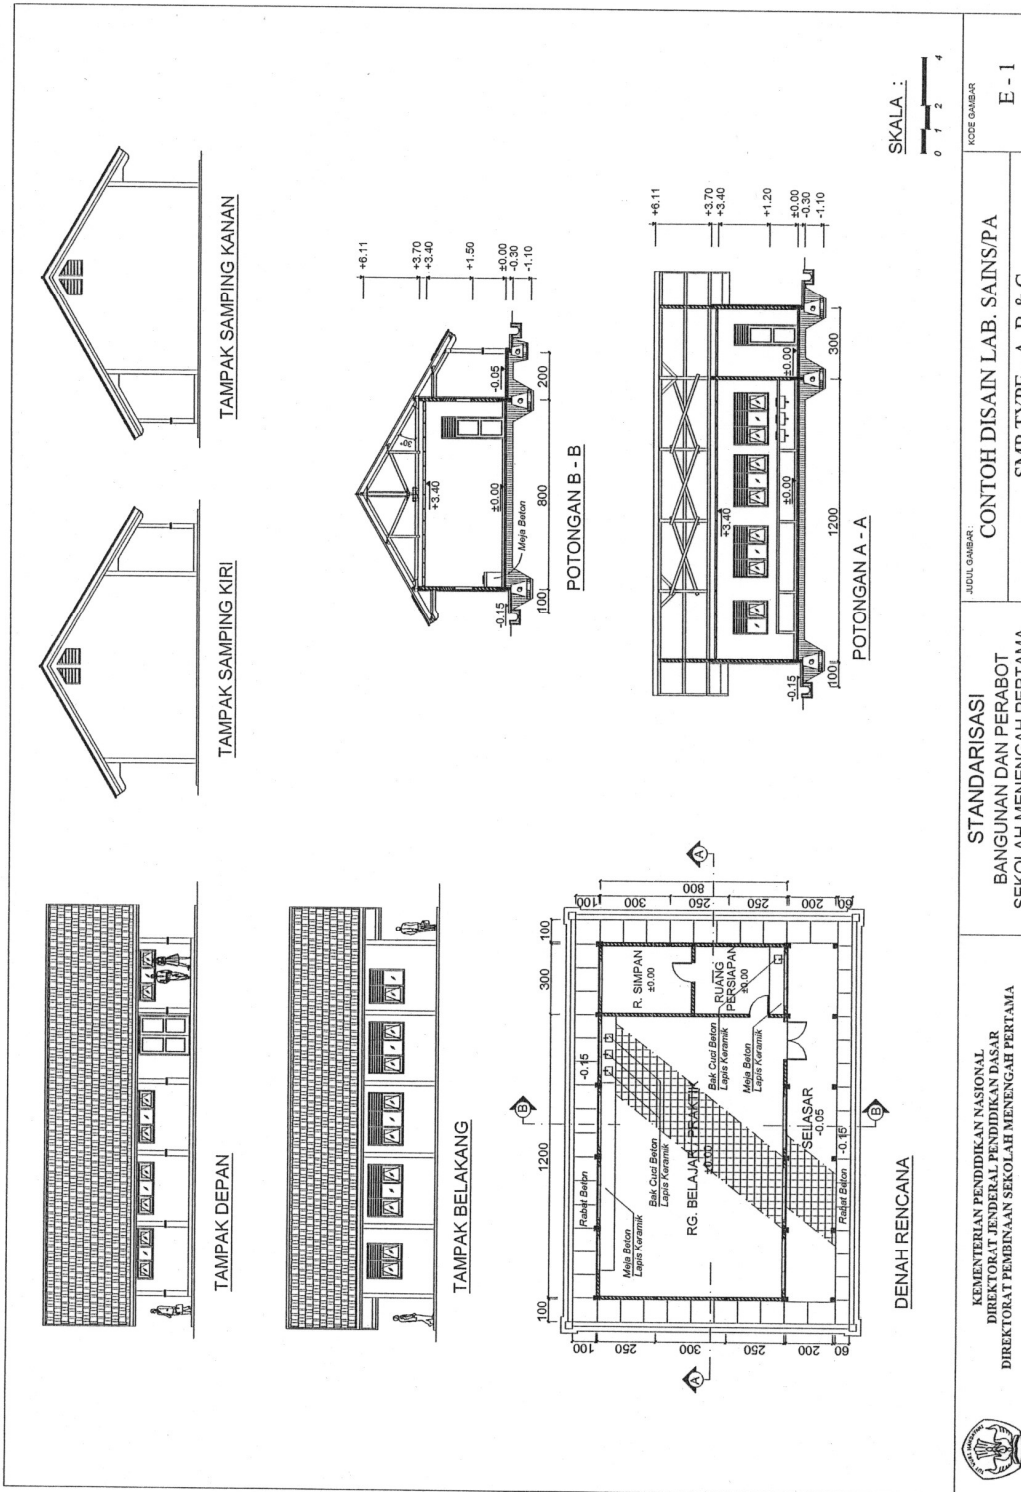 TAMPAK DEPAN
TAMPAK SAMPING KIRI
TAMPAK SAMPING KANAN
TAMPAK BELAKANG
+6.11
+3.70
+3.40
+1.50
±0.00
-0.30
-1.10
30°
+3.40
±0.00
-0.05
-0.15
Meja Beton
100
800
200
POTONGAN B - B
A
A
B
B
100
1200
300
100
100
250
300
250
200
60
100
300
250
250
200
60
800
Rabat Beton
-0.15
Meja Beton
Lapis Keramik
Bak Cuci Beton
Lapis Keramik
RG. BELAJAR / PRAKTIK
±0.00
Bak Cuci Beton
Lapis Keramik
Meja Beton
Lapis Keramik
R. SIMPAN
±0.00
RUANG
PERSIAPAN
±0.00
SELASAR
-0.05
Rabat Beton
-0.15
DENAH RENCANA
+6.11
+3.70
+3.40
+1.20
±0.00
-0.30
-1.10
+3.40
±0.00
±0.00
-0.15
100
1200
300
POTONGAN A - A
SKALA :
0 1 2 4
KEMENTERIAN PENDIDIKAN NASIONAL
DIREKTORAT JENDERAL PENDIDIKAN DASAR
DIREKTORAT PEMBINAAN SEKOLAH MENENGAH PERTAMA
STANDARISASI
BANGUNAN DAN PERABOT
SEKOLAH MENENGAH PERTAMA
JUDUL GAMBAR :
CONTOH DISAIN LAB. SAINS/PA
SMP TYPE - A, B & C
KODE GAMBAR
E - 1